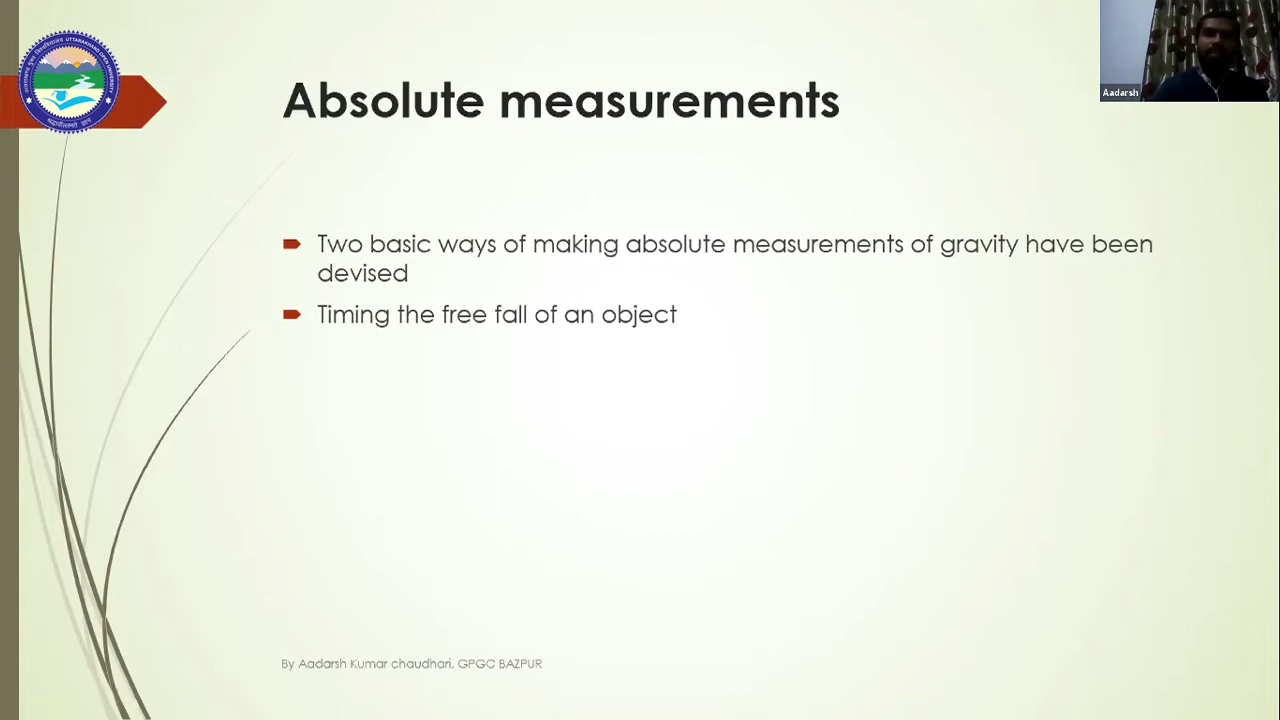 Absolute measurements
Aadarsh
Two basic ways of making absolute measurements of gravity have been
devised
Timing the free fall of an object
By Aadarsh Kumar chaudhari, GPGC BAZPUR